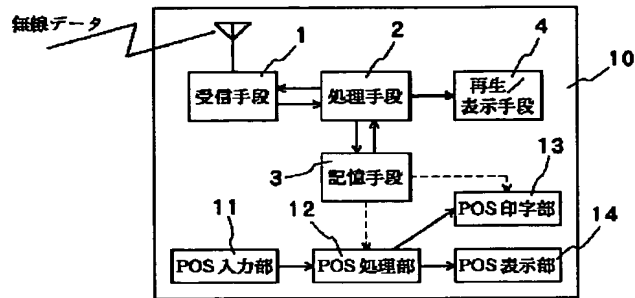 無線データ
1
2
4
10
受信手段
処理手段
再生/
表示手段
3
記憶手段
13
POS印字部
11
12
14
POS入力部
POS処理部
POS表示部